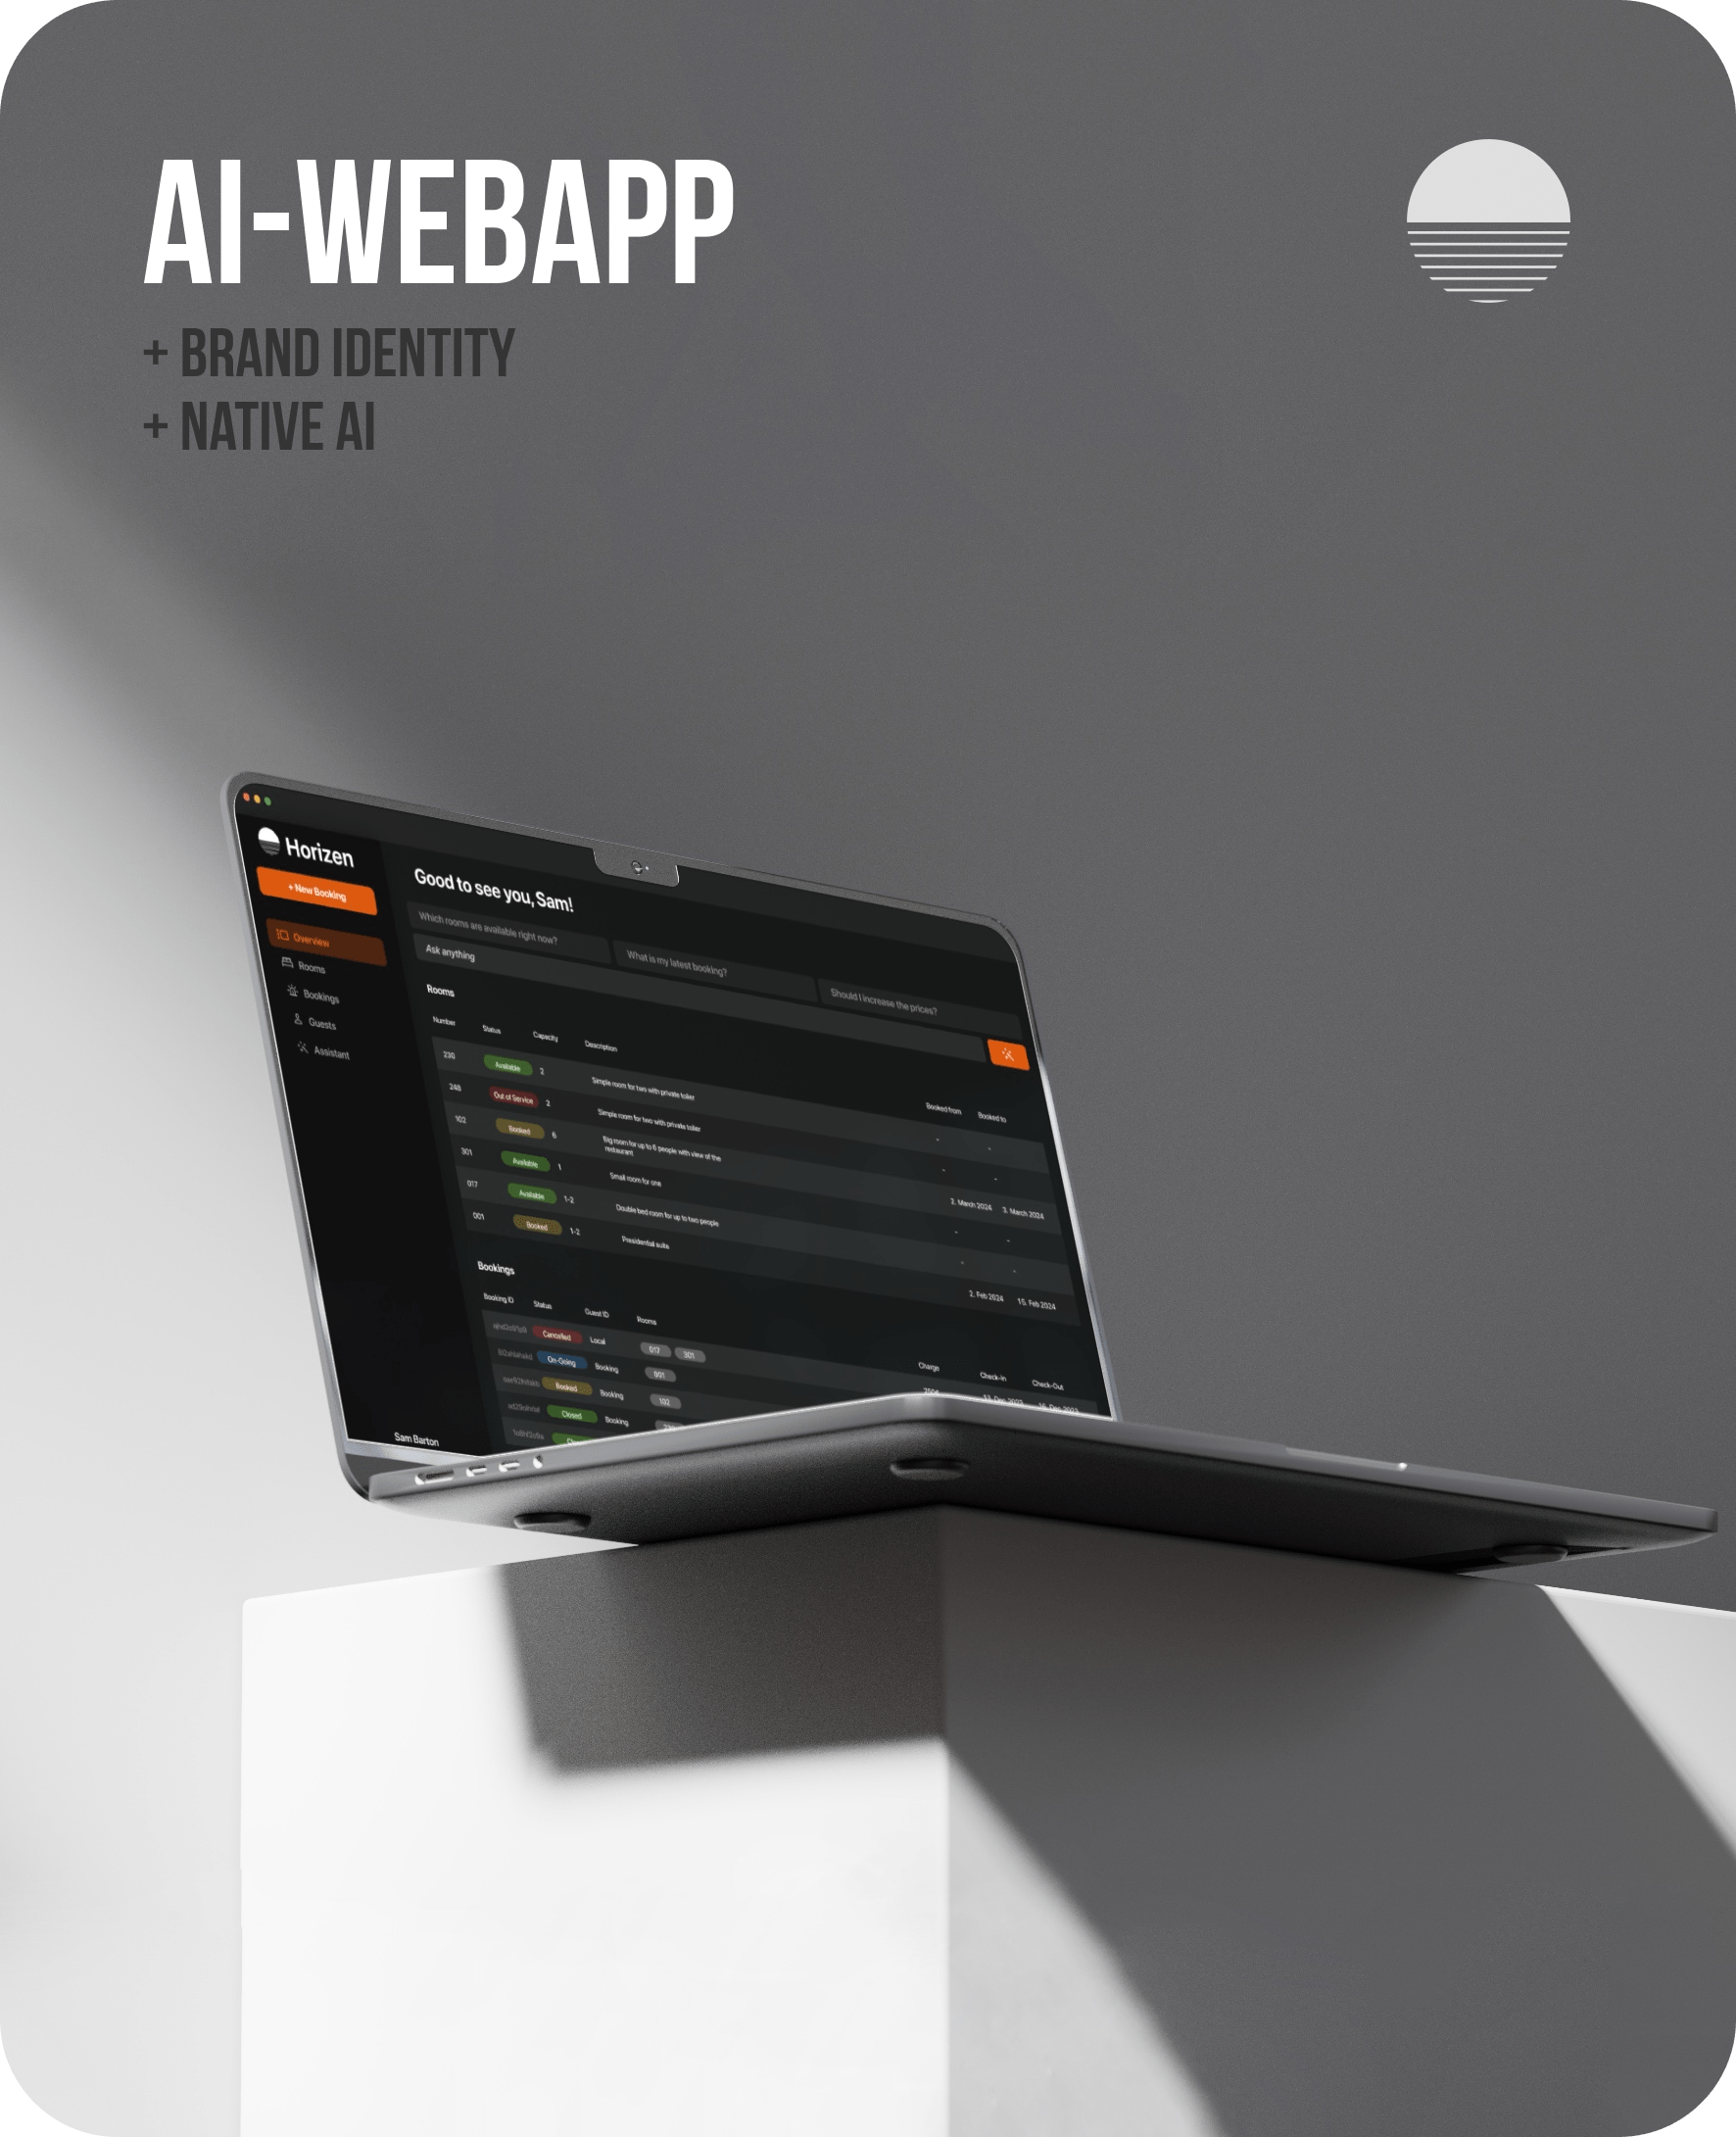 AI-WEBAPP
+ BRAND IDENTITY
+ NATIVE AI
Horizen
+ New Booking
Overview
Rooms
Bookings
Guests
Assistant
Sam Barton
Good to see you, Sam!
Which rooms are available right now?
What is my latest booking?
Should I increase the prices?
Ask anything
Rooms
Number Status Capacity Description Booked from Booked to
230 Available 2 Simple room for two with private toiler - -
248 Out of Service 2 Simple room for two with private toiler - -
102 Booked 6 Big room for up to 6 people with view of the
restaurant 2. March 2024 3. March 2024
301 Available 1 Small room for one - -
017 Available 1-2 Double bed room for up to two people - -
001 Booked 1-2 Presidential suite 2. Feb 2024 15. Feb 2024
Bookings
Booking ID Status Guest ID Rooms Charge Check-In Check-Out
Cancelled Local 017 301
On-Going Booking 001
Booked Booking 102
Closed Booking